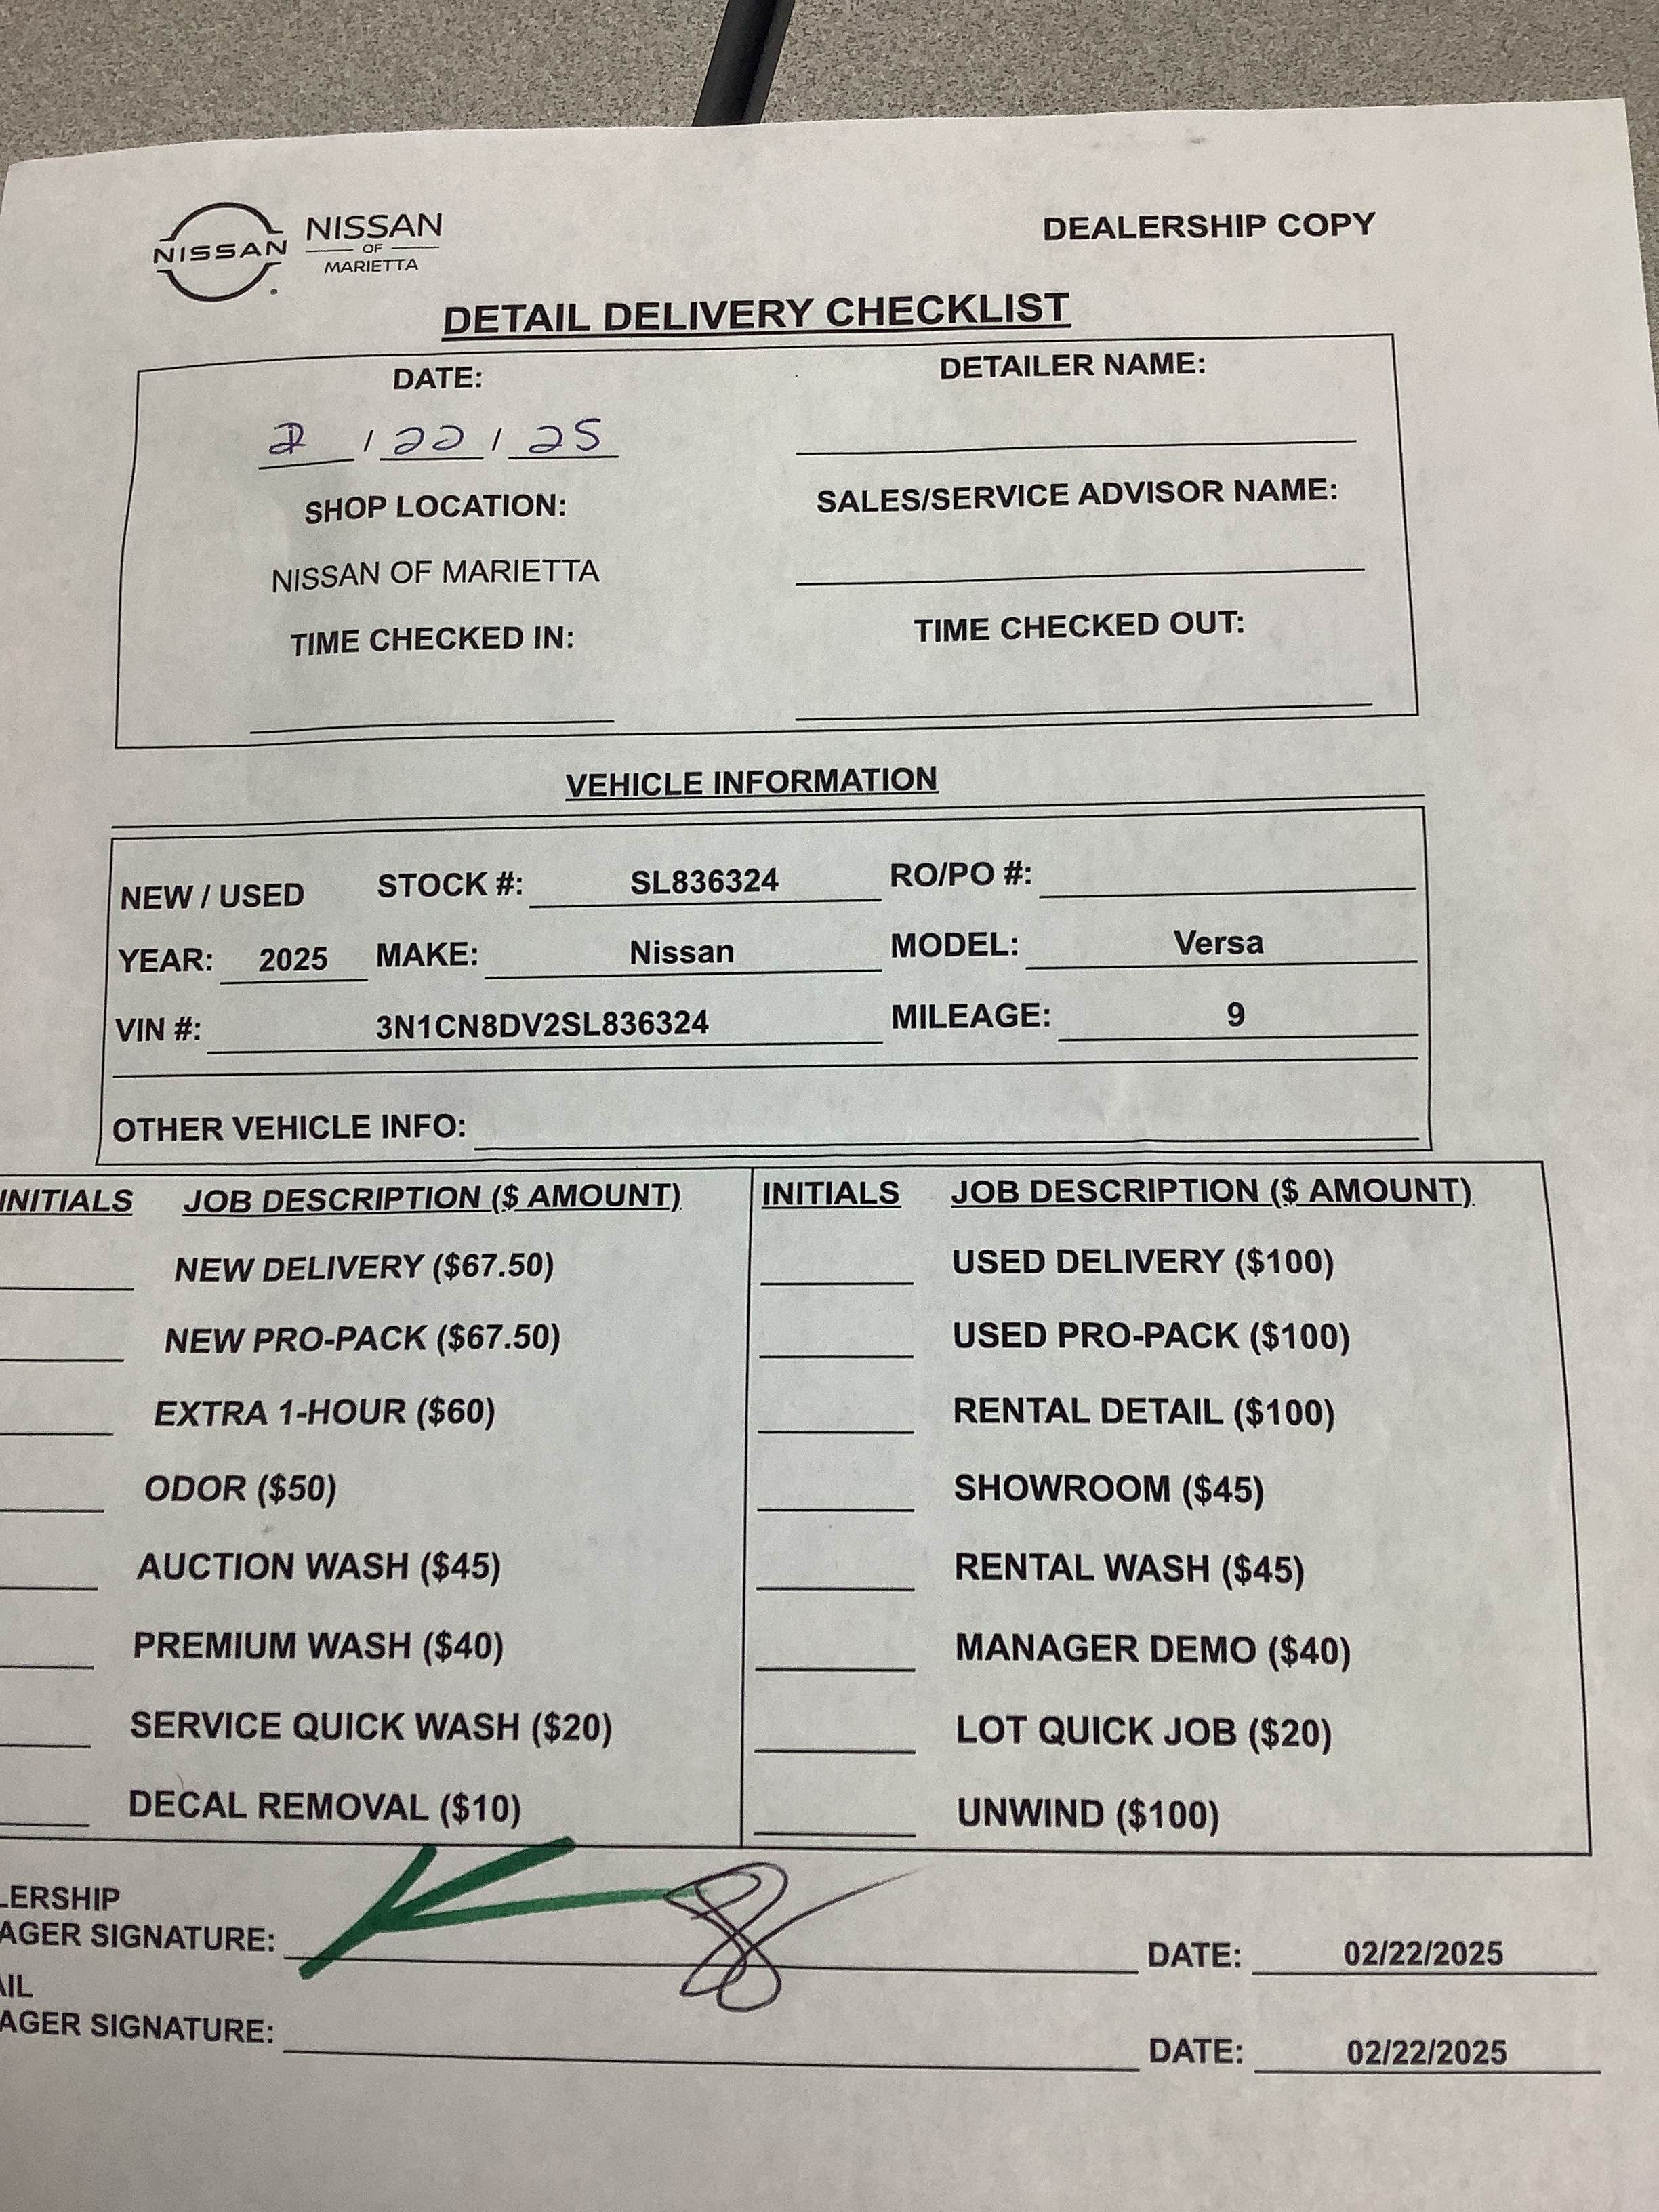 NISSAN
NISSAN
OF
MARIETTA
DEALERSHIP COPY
DETAIL DELIVERY CHECKLIST
DATE: DETAILER NAME:
2 / 22 / 25
SHOP LOCATION: SALES/SERVICE ADVISOR NAME:
NISSAN OF MARIETTA
TIME CHECKED IN: TIME CHECKED OUT:
VEHICLE INFORMATION
NEW / USED STOCK #: SL836324 RO/PO #:
YEAR: 2025 MAKE: Nissan MODEL: Versa
VIN #: 3N1CN8DV2SL836324 MILEAGE: 9
OTHER VEHICLE INFO:
INITIALS JOB DESCRIPTION ($ AMOUNT) INITIALS JOB DESCRIPTION ($ AMOUNT)
NEW DELIVERY ($67.50) USED DELIVERY ($100)
NEW PRO-PACK ($67.50) USED PRO-PACK ($100)
EXTRA 1-HOUR ($60) RENTAL DETAIL ($100)
ODOR ($50) SHOWROOM ($45)
AUCTION WASH ($45) RENTAL WASH ($45)
PREMIUM WASH ($40) MANAGER DEMO ($40)
SERVICE QUICK WASH ($20) LOT QUICK JOB ($20)
DECAL REMOVAL ($10) UNWIND ($100)
LERSHIP
AGER SIGNATURE: DATE: 02/22/2025
AIL
AGER SIGNATURE: DATE: 02/22/2025